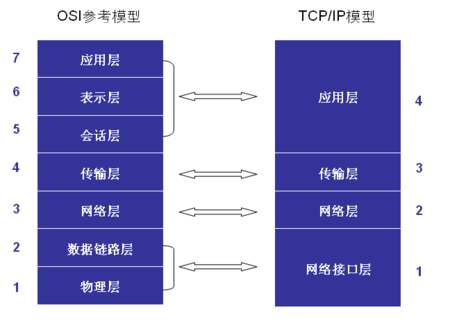 OSI参考模型
TCP/IP模型
7 应用层
6 表示层
5 会话层
4 传输层
3 网络层
2 数据链路层
1 物理层
应用层 4
传输层 3
网络层 2
网络接口层 1